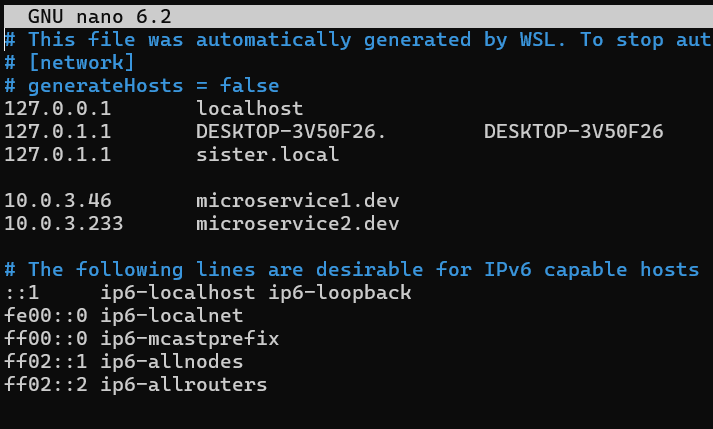 GNU nano 6.2
# This file was automatically generated by WSL. To stop aut
# [network]
# generateHosts = false
127.0.0.1       localhost
127.0.1.1       DESKTOP-3V50F26.        DESKTOP-3V50F26
127.0.1.1       sister.local
10.0.3.46       microservice1.dev
10.0.3.233      microservice2.dev
# The following lines are desirable for IPv6 capable hosts
::1     ip6-localhost ip6-loopback
fe00::0 ip6-localnet
ff00::0 ip6-mcastprefix
ff02::1 ip6-allnodes
ff02::2 ip6-allrouters